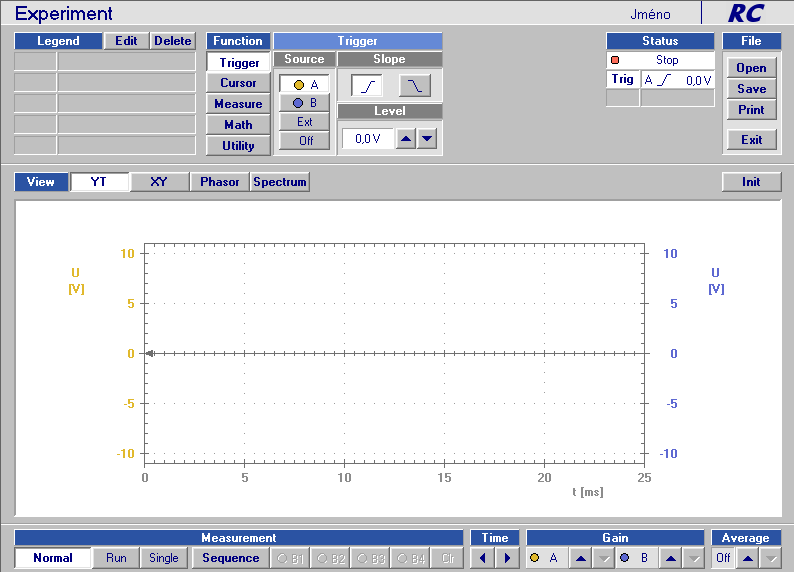 Experiment
Jméno
RC
Legend Edit Delete Function Trigger Status File
Source Slope
Trigger
Cursor
Measure
Math
Utility
A
B
Ext
Off
Level
0,0V
Stop
Trig A 0,0V
Open
Save
Print
Exit
View YT XY Phasor Spectrum Init
U
[V]
10
5
0
-5
-10
0 5 10 15 20 25
t [ms]
10
5
0
-5
-10
U
[V]
Measurement Time Gain Average
Normal Run Single Sequence B1 B2 B3 B4 Clr A B Off